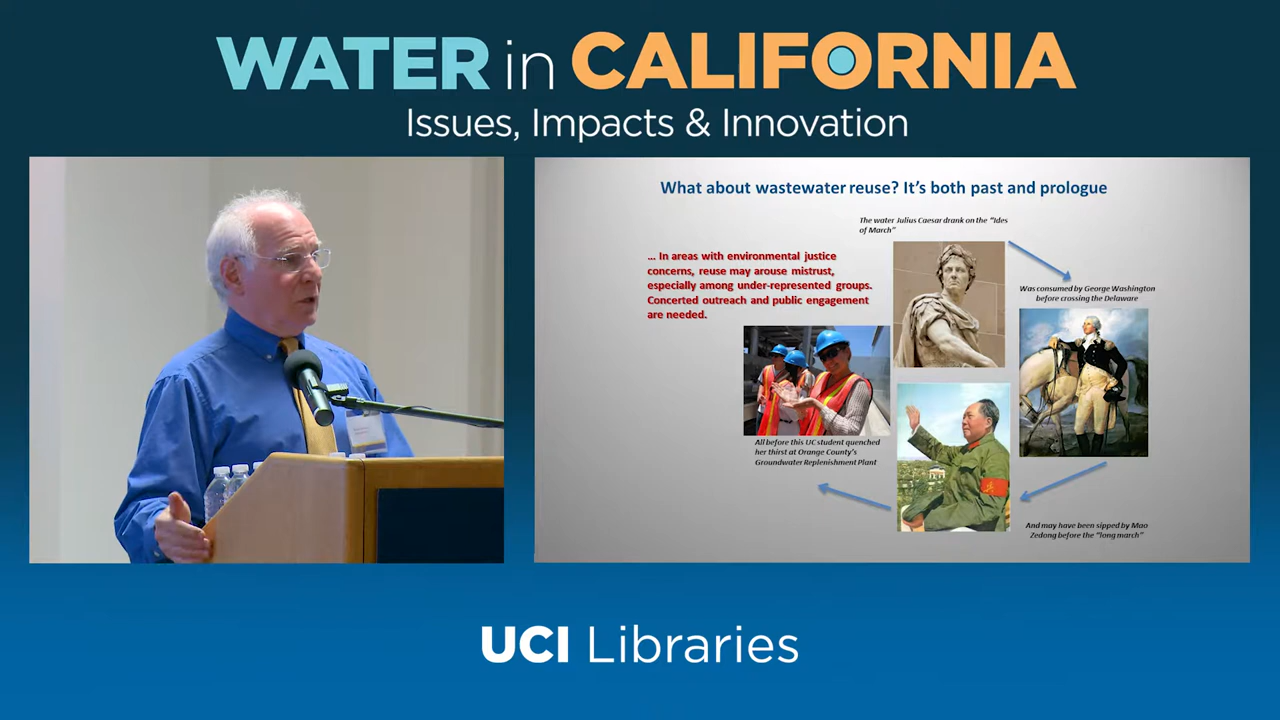 WATER in CALIFORNIA
Issues, Impacts & Innovation
What about wastewater reuse? It's both past and prologue
The water Julius Caesar drank on the "Ides
of March"
... In areas with environmental justice
concerns, reuse may arouse mistrust,
especially among under-represented groups.
Concerted outreach and public engagement
are needed.
Was consumed by George Washington
before crossing the Delaware
All before this UC student quenched
her thirst at Orange County's
Groundwater Replenishment Plant
And may have been sipped by Mao
Zedong before the "long march"
UCI Libraries